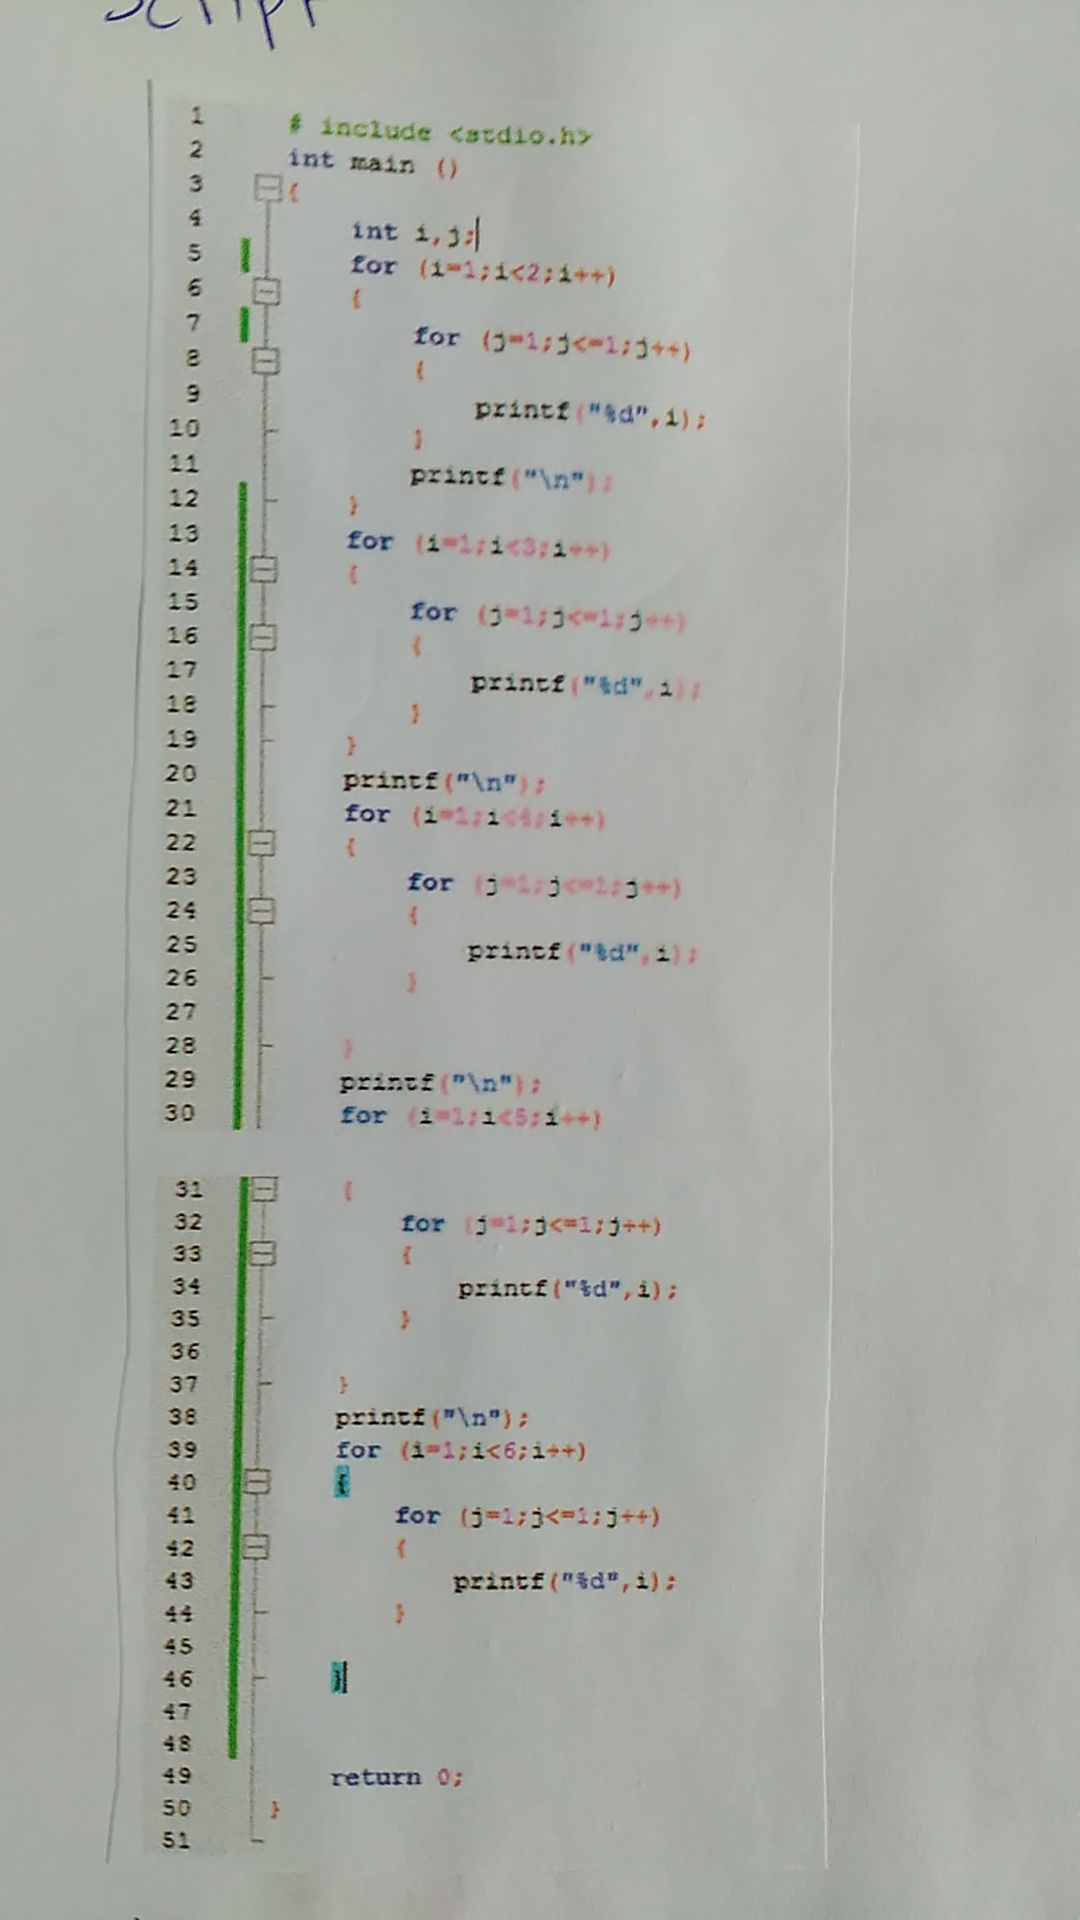 script
1 # include <stdio.h>
2 int main ()
3 {
4 int i,j;
5 for (i=1;i<2;i++)
6 {
7 for (j=1;j<=1;j++)
8 {
9 printf("%d",i);
10 }
11 printf("\n");
12 }
13 for (i=1;i<3;i++)
14 {
15 for (j=1;j<=1;j++)
16 {
17 printf("%d",i);
18 }
19 }
20 printf("\n");
21 for (i=1;i<4;i++)
22 {
23 for (j=1;j<=1;j++)
24 {
25 printf("%d",i);
26 }
27
28 }
29 printf("\n");
30 for (i=1;i<5;i++)
31 {
32 for (j=1;j<=1;j++)
33 {
34 printf("%d",i);
35 }
36
37 }
38 printf("\n");
39 for (i=1;i<6;i++)
40 {
41 for (j=1;j<=1;j++)
42 {
43 printf("%d",i);
44 }
45
46 }
47
48
49 return 0;
50 }
51